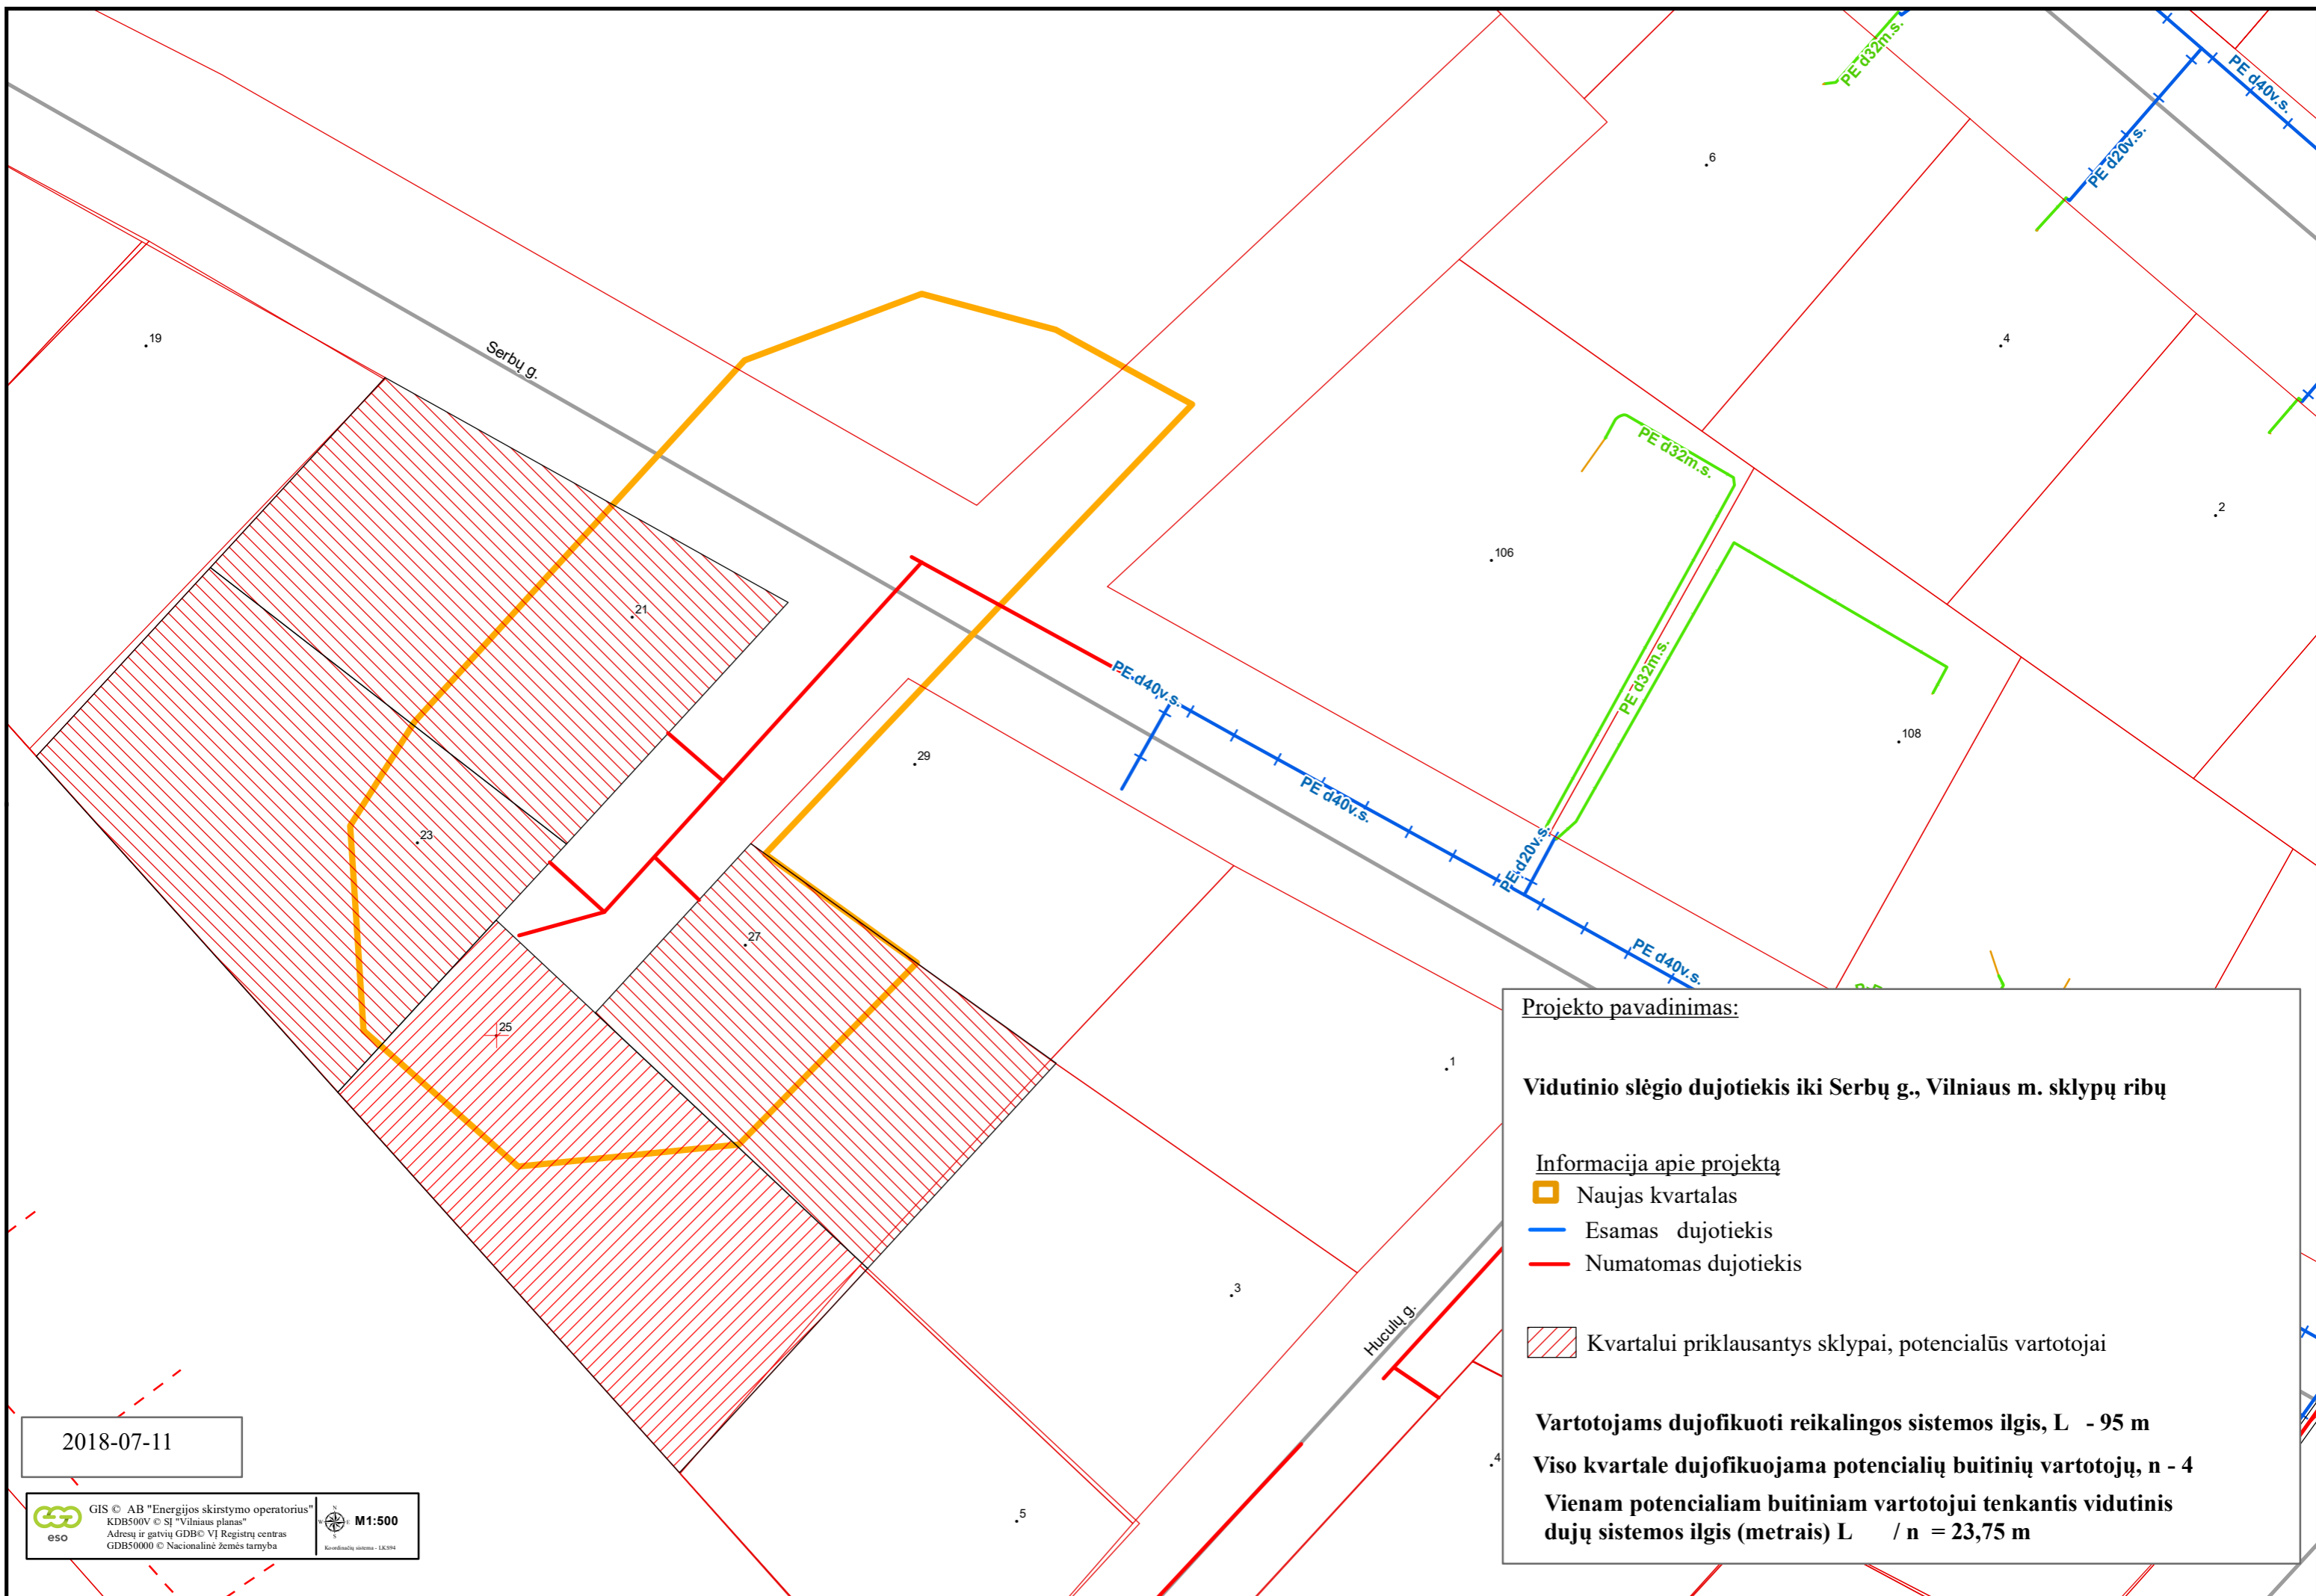 PE d32m.s.
PE d40v.s.
PE d20v.s.
6
19
Serbų g.
4
PE d32m.s.
2
106
21
PE d40v.s.
PE d32m.s.
29
108
PE d40v.s.
23
PE d20v.s.
27
PE d40v.s.
25
1
3
Huculų g.
4
5
Projekto pavadinimas:
Vidutinio slėgio dujotiekis iki Serbų g., Vilniaus m. sklypų ribų
Informacija apie projektą
Naujas kvartalas
Esamas dujotiekis
Numatomas dujotiekis
Kvartalui priklausantys sklypai, potencialūs vartotojai
Vartotojams dujofikuoti reikalingos sistemos ilgis, L - 95 m
Viso kvartale dujofikuojama potencialių buitinių vartotojų, n - 4
Vienam potencialiam buitiniam vartotojui tenkantis vidutinis
dujų sistemos ilgis (metrais) L / n = 23,75 m
2018-07-11
eso
GIS © AB "Energijos skirstymo operatorius"
KDB500V © SĮ "Vilniaus planas"
Adresų ir gatvių GDB© VĮ Registrų centras
GDB50000 © Nacionalinė žemės tarnyba
N
W E
S
M1:500
Koordinačių sistema - LKS94